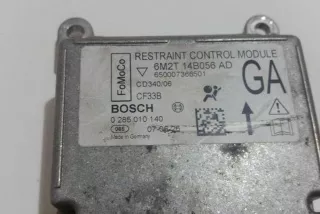 FoMoCo
RESTRAINT CONTROL MODULE
6M2T 14B056 AD
650007368501
CD340/06
CF33B
GA
BOSCH
0 285 010 140
Made in Germany